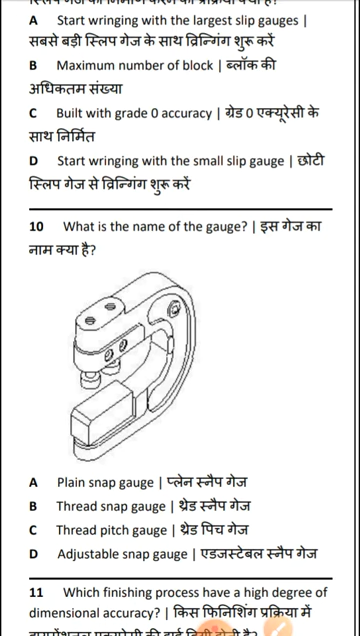 A Start wringing with the largest slip gauges |
सबसे बड़ी स्लिप गेज के साथ व्रिन्गिंग शुरू करें
B Maximum number of block | ब्लॉक की
अधिकतम संख्या
C Built with grade 0 accuracy | ग्रेड 0 एक्यूरेसी के
साथ निर्मित
D Start wringing with the small slip gauge | छोटी
स्लिप गेज से व्रिन्गिंग शुरू करें
10 What is the name of the gauge? | इस गेज का
नाम क्या है?
A Plain snap gauge | प्लेन स्नैप गेज
B Thread snap gauge | थ्रेड स्नैप गेज
C Thread pitch gauge | थ्रेड पिच गेज
D Adjustable snap gauge | एडजस्टेबल स्नैप गेज
11 Which finishing process have a high degree of
dimensional accuracy? | किस फिनिशिंग प्रक्रिया में